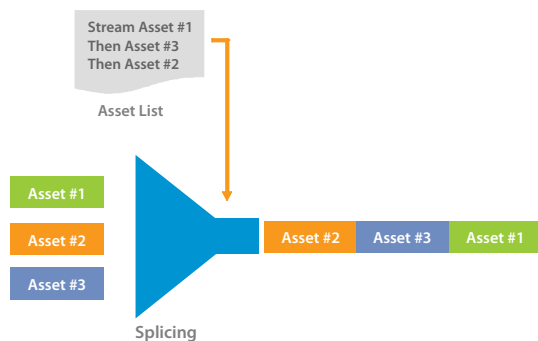 Stream Asset #1
Then Asset #3
Then Asset #2
Asset List
Asset #1
Asset #2
Asset #3
Asset #2 Asset #3 Asset #1
Splicing